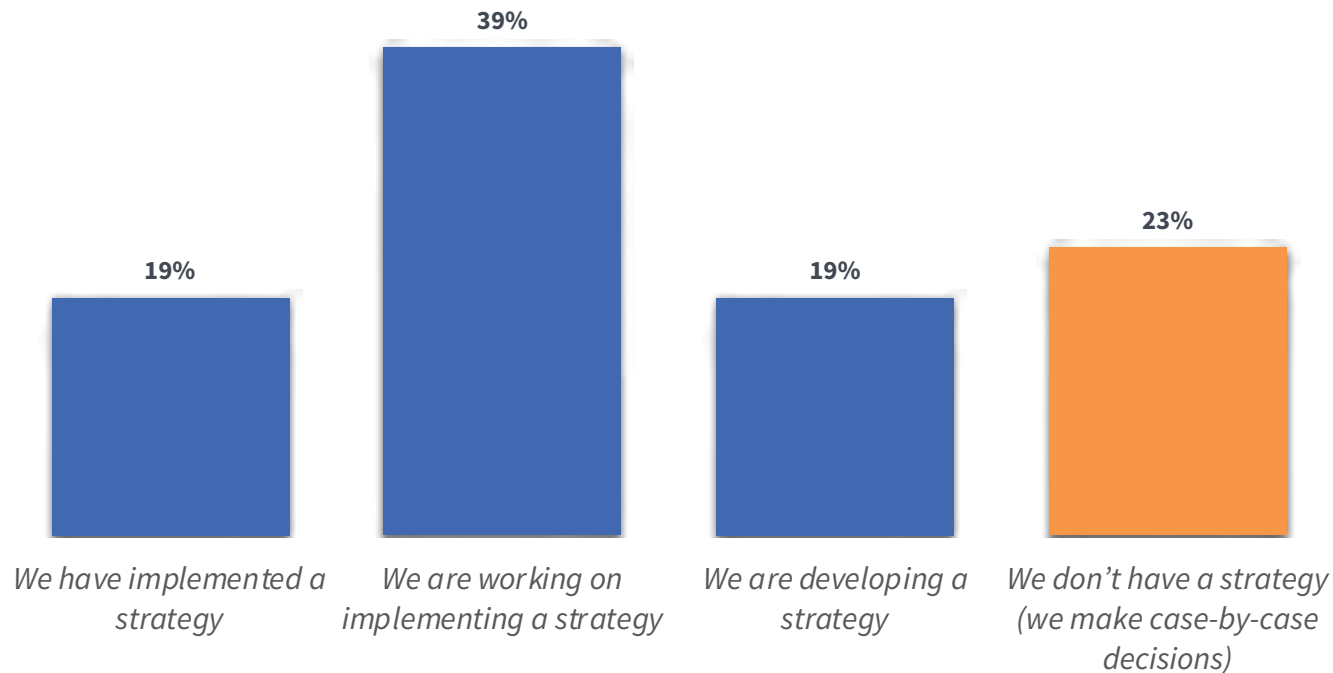 39%
23%
19%
19%
We have implemented a
strategy
We are working on
implementing a strategy
We are developing a
strategy
We don’t have a strategy
(we make case-by-case
decisions)